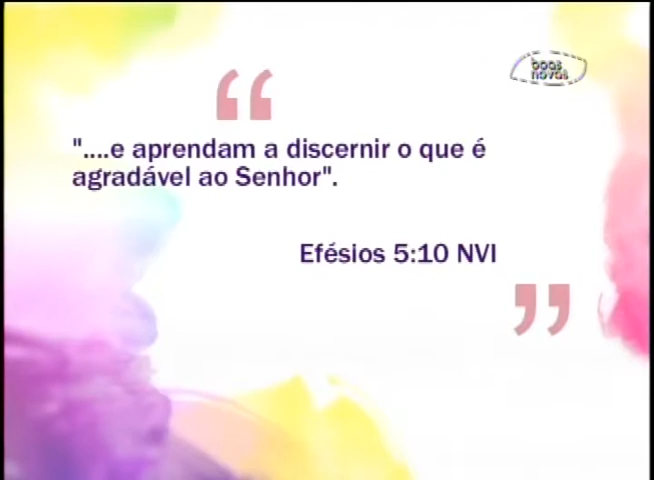 boas
novas
"....e aprendam a discernir o que é
agradável ao Senhor".
Efésios 5:10 NVI